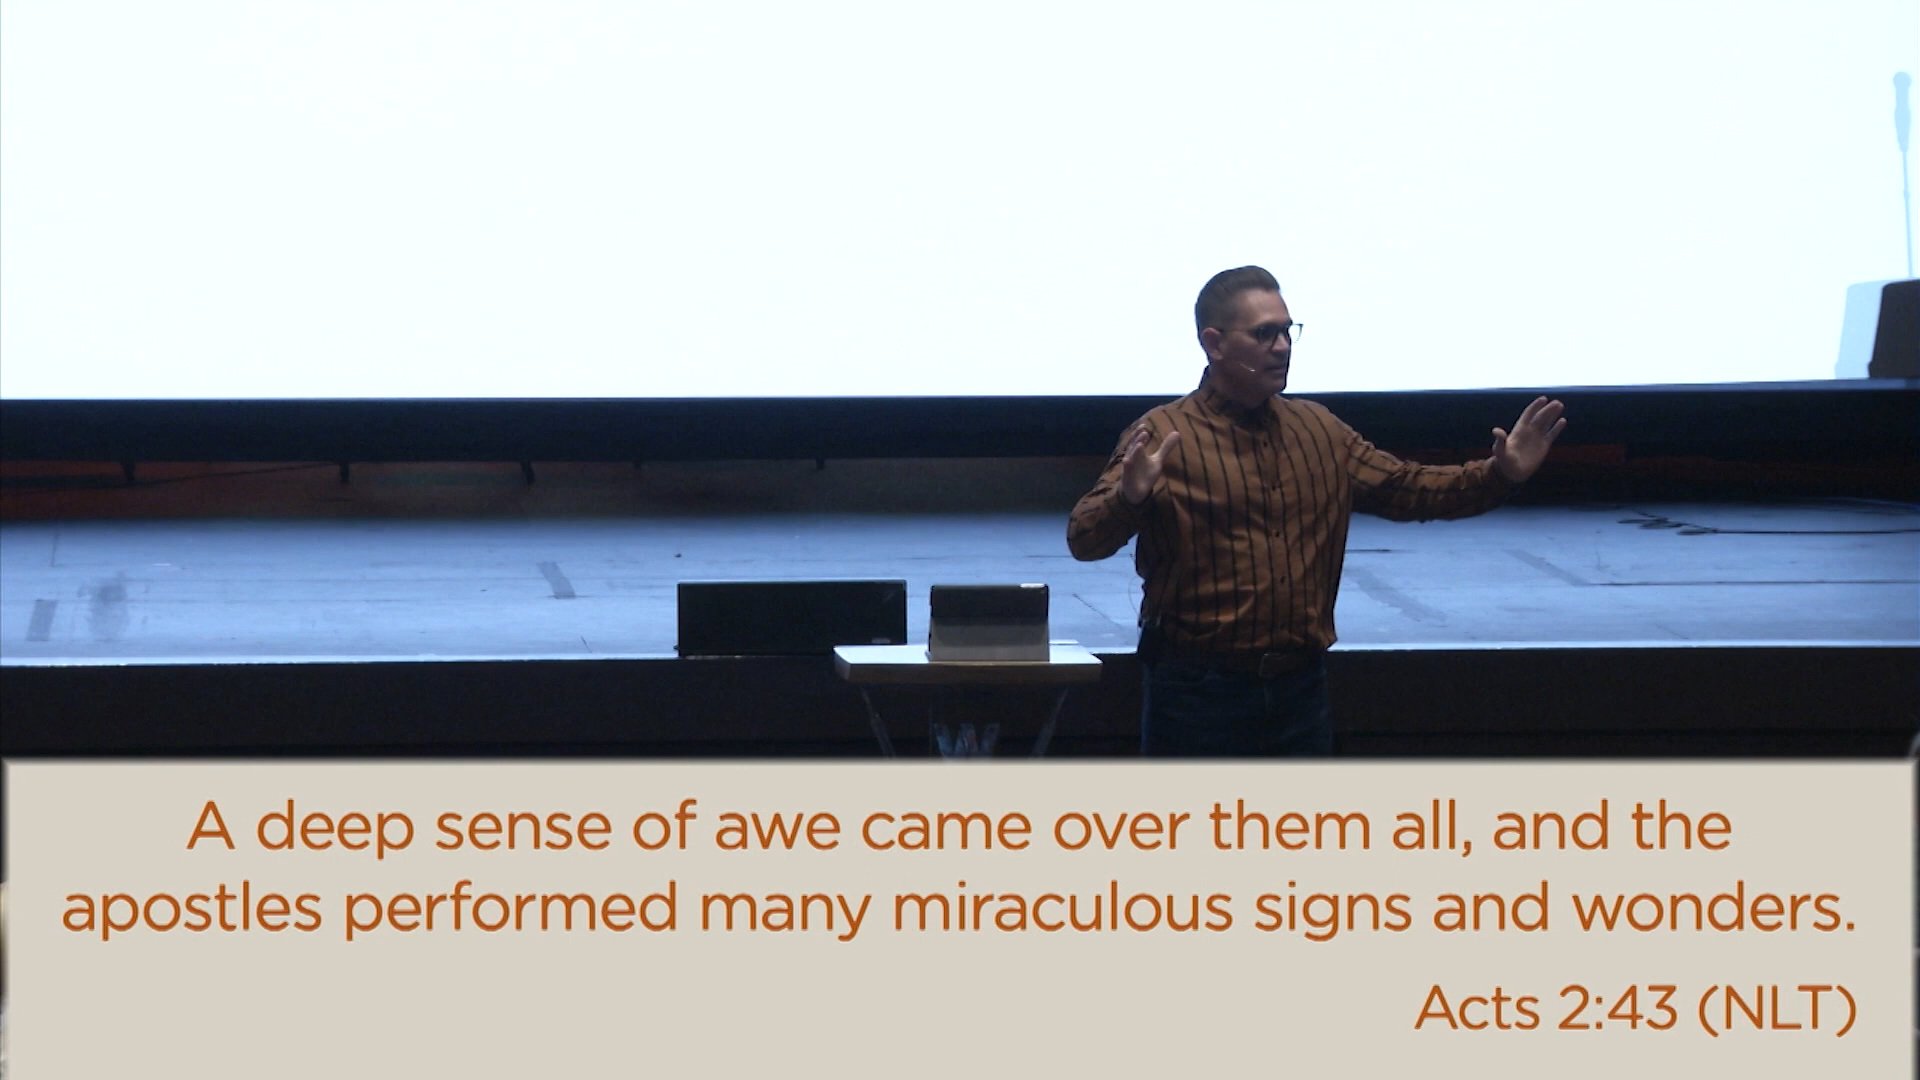 A deep sense of awe came over them all, and the
apostles performed many miraculous signs and wonders.
Acts 2:43 (NLT)